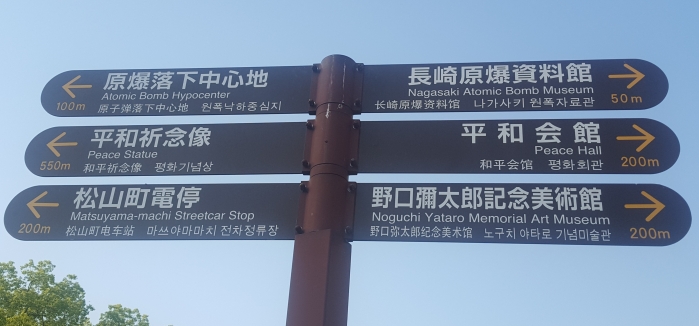 原爆落下中心地
Atomic Bomb Hypocenter
原子弹落下中心地 원폭낙하중심지
100m
長崎原爆資料館
Nagasaki Atomic Bomb Museum
长崎原爆资料馆 나가사키 원폭자료관
50m
平和祈念像
Peace Statue
和平祈念像 평화기념상
550m
平和会館
Peace Hall
和平会馆 평화회관
200m
松山町電停
Matsuyama-machi Streetcar Stop
松山町电车站 마쓰야마마치 전차정류장
200m
野口彌太郎記念美術館
Noguchi Yataro Memorial Art Museum
野口弥太郎纪念美术馆 노구치 야타로 기념미술관
200m